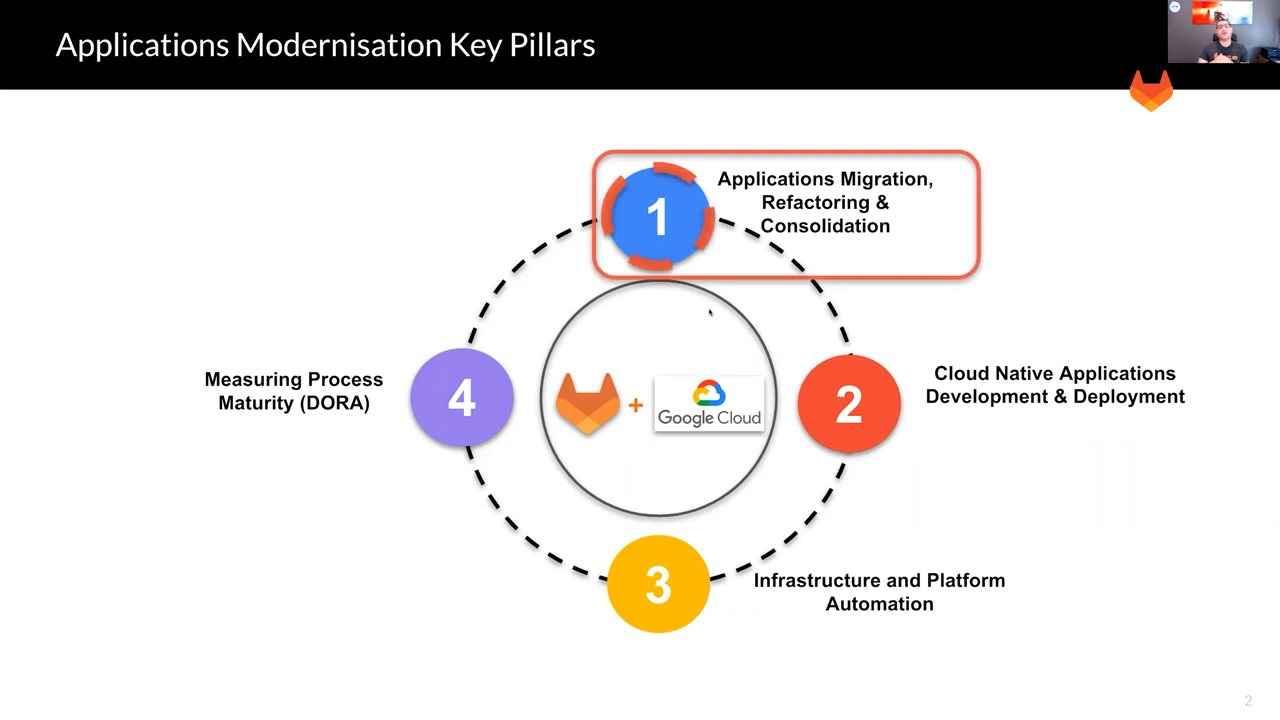 Applications Modernisation Key Pillars
1
Applications Migration,
Refactoring &
Consolidation
4
Measuring Process
Maturity (DORA)
+
Google Cloud
2
Cloud Native Applications
Development & Deployment
3
Infrastructure and Platform
Automation
2